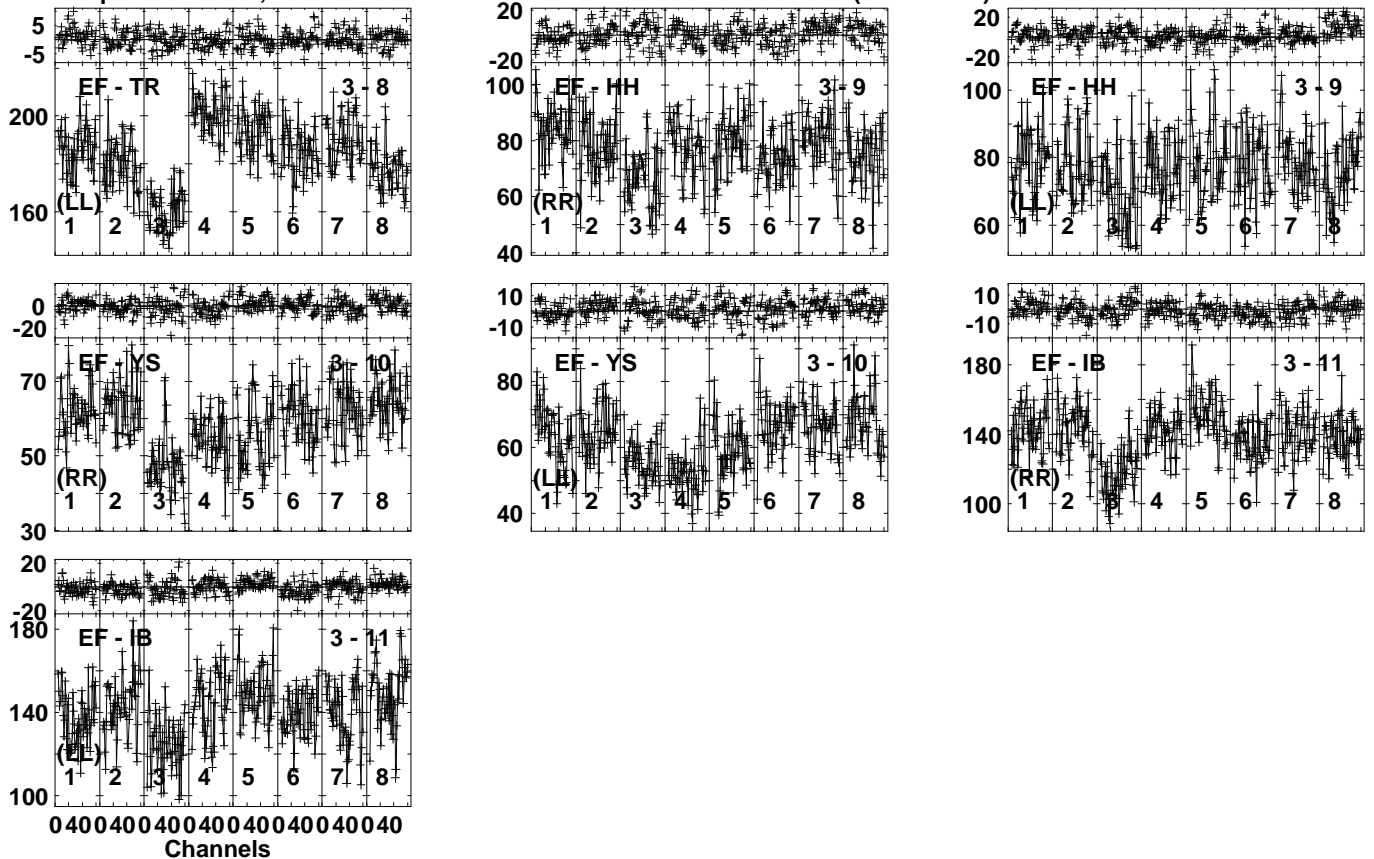 5
-5
EF - TR 3 - 8
200
160
(LL)
1 2 3 4 5 6 7 8
20
-20
EF - HH 3 - 9
100
80
60
40
(RR)
1 2 3 4 5 6 7 8
20
-20
EF - HH 3 - 9
100
80
60
(LL)
1 2 3 4 5 6 7 8
0
-20
EF - YS 3 - 10
70
50
30
(RR)
1 2 3 4 5 6 7 8
10
-10
EF - YS 3 - 10
80
60
40
(LL)
1 2 3 4 5 6 7 8
10
-10
EF - IB 3 - 11
180
140
100
(RR)
1 2 3 4 5 6 7 8
20
-20
EF - IB 3 - 11
180
140
100
(LL)
1 2 3 4 5 6 7 8
0 40 0 40 0 40 0 40 0 40 0 40 0 40 0 40
Channels